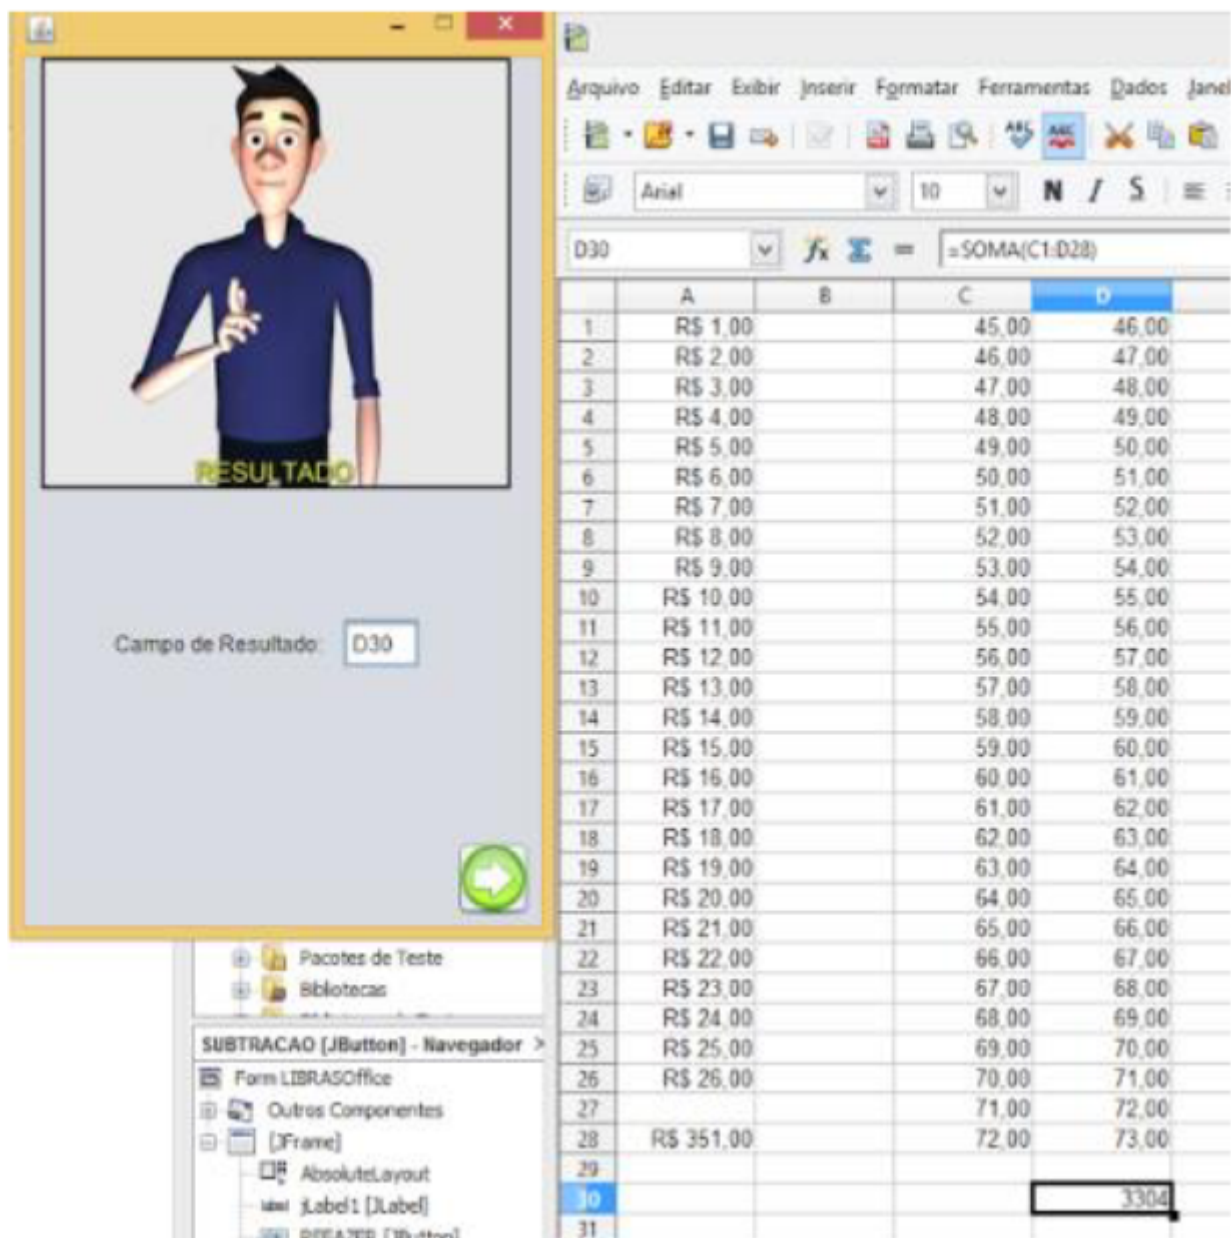 RESULTADO
Campo de Resultado: D30
Pacotes de Teste
Bibliotecas
SUBTRACAO [JButton] - Navegador
Form LIBRASOffice
Outros Componentes
[JFrame]
AbsoluteLayout
jLabel1 [JLabel]
REFAZER [JButton]
Arquivo Editar Exibir Inserir Formatar Ferramentas Dados Janel
Arial 10 N I S
D30 =SOMA(C1:D28)
A B C D
1 R$ 1,00 45,00 46,00
2 R$ 2,00 46,00 47,00
3 R$ 3,00 47,00 48,00
4 R$ 4,00 48,00 49,00
5 R$ 5,00 49,00 50,00
6 R$ 6,00 50,00 51,00
7 R$ 7,00 51,00 52,00
8 R$ 8,00 52,00 53,00
9 R$ 9,00 53,00 54,00
10 R$ 10,00 54,00 55,00
11 R$ 11,00 55,00 56,00
12 R$ 12,00 56,00 57,00
13 R$ 13,00 57,00 58,00
14 R$ 14,00 58,00 59,00
15 R$ 15,00 59,00 60,00
16 R$ 16,00 60,00 61,00
17 R$ 17,00 61,00 62,00
18 R$ 18,00 62,00 63,00
19 R$ 19,00 63,00 64,00
20 R$ 20,00 64,00 65,00
21 R$ 21,00 65,00 66,00
22 R$ 22,00 66,00 67,00
23 R$ 23,00 67,00 68,00
24 R$ 24,00 68,00 69,00
25 R$ 25,00 69,00 70,00
26 R$ 26,00 70,00 71,00
27 71,00 72,00
28 R$ 351,00 72,00 73,00
29
30 3304
31